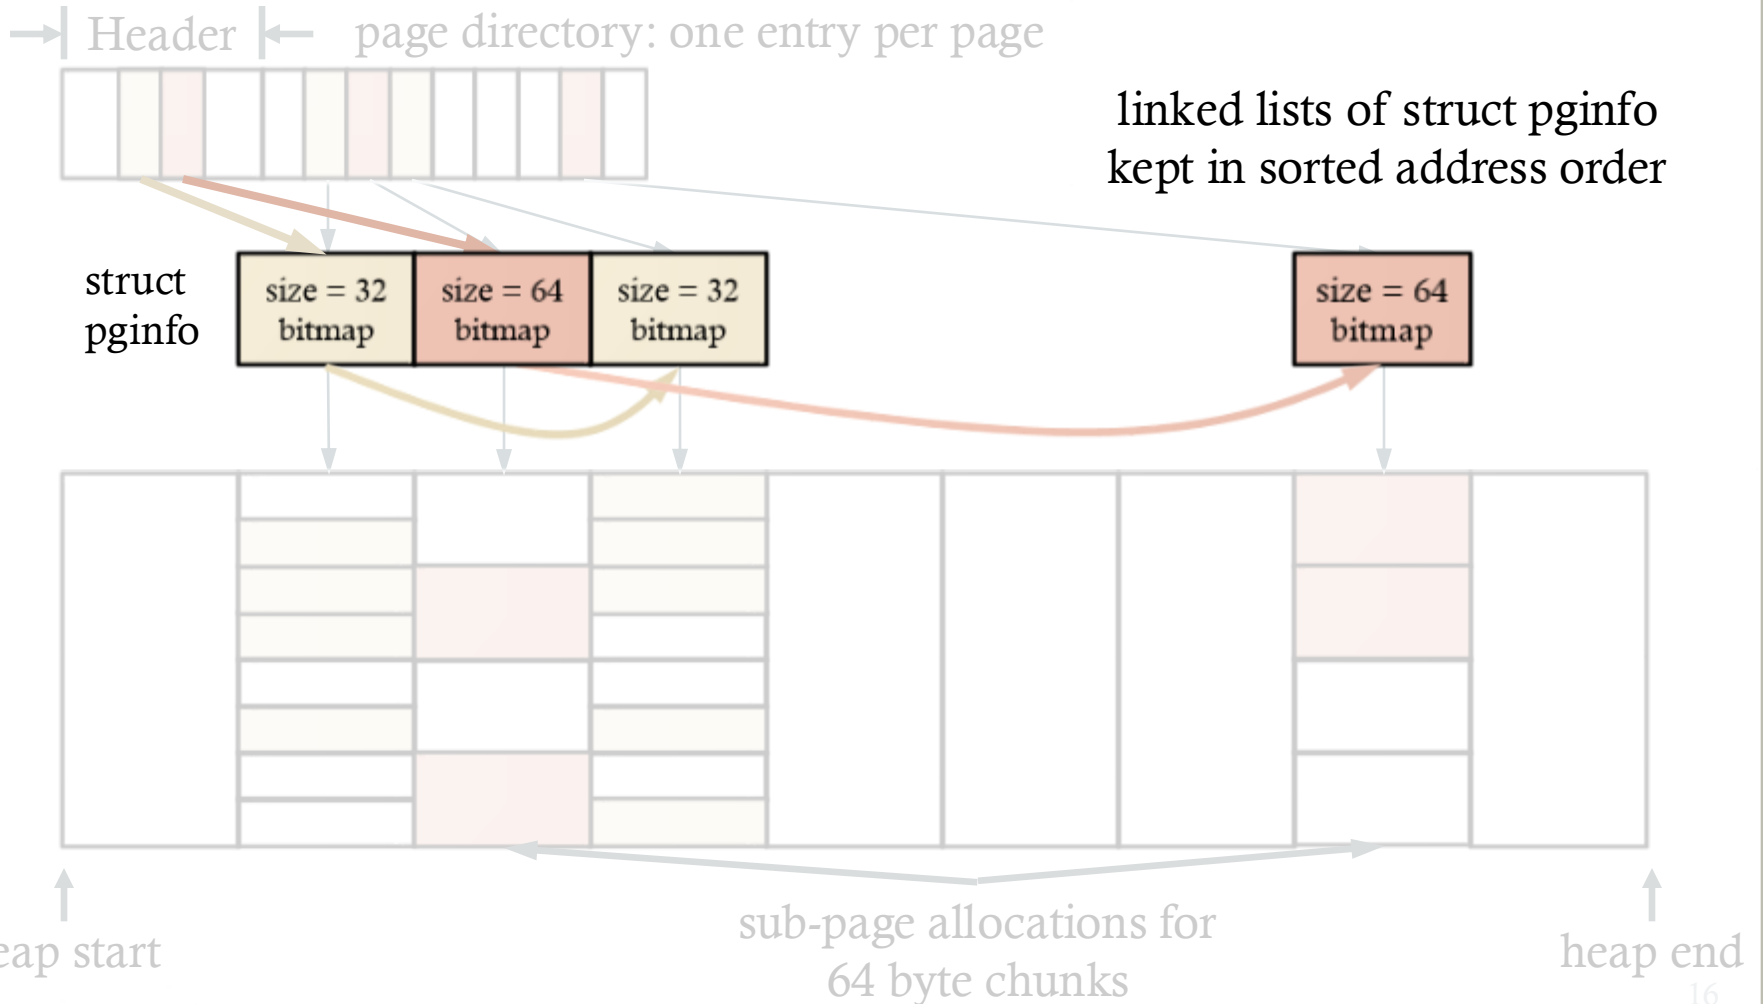 Header
page directory: one entry per page
linked lists of struct pginfo
kept in sorted address order
struct
pginfo
size = 32
bitmap
size = 64
bitmap
size = 32
bitmap
size = 64
bitmap
eap start
sub-page allocations for
64 byte chunks
heap end
16